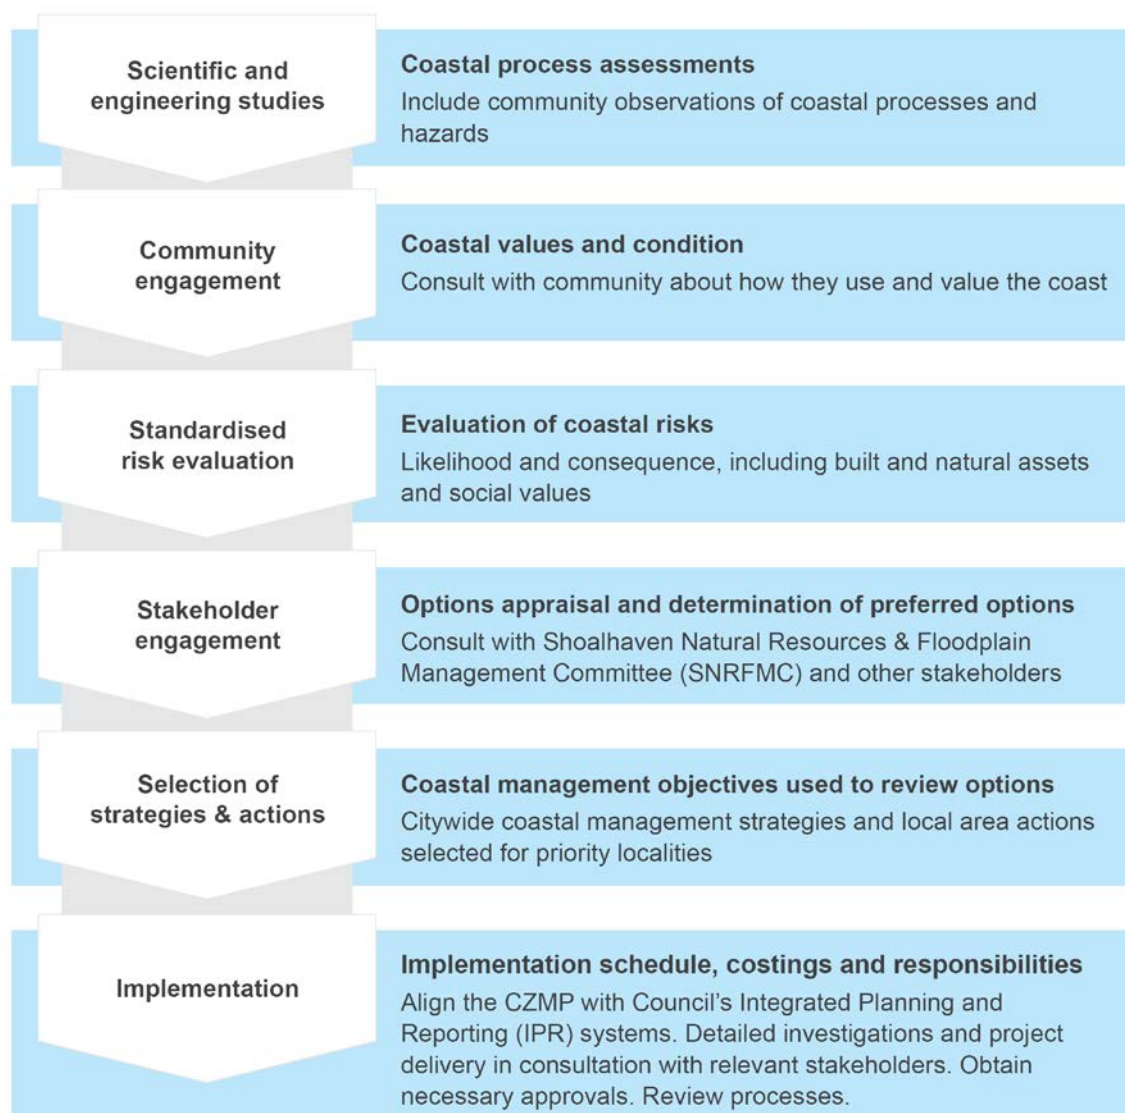 Scientific and
engineering studies
Coastal process assessments
Include community observations of coastal processes and
hazards
Community
engagement
Coastal values and condition
Consult with community about how they use and value the coast
Standardised
risk evaluation
Evaluation of coastal risks
Likelihood and consequence, including built and natural assets
and social values
Stakeholder
engagement
Options appraisal and determination of preferred options
Consult with Shoalhaven Natural Resources & Floodplain
Management Committee (SNRFMC) and other stakeholders
Selection of
strategies & actions
Coastal management objectives used to review options
Citywide coastal management strategies and local area actions
selected for priority localities
Implementation
Implementation schedule, costings and responsibilities
Align the CZMP with Council’s Integrated Planning and
Reporting (IPR) systems. Detailed investigations and project
delivery in consultation with relevant stakeholders. Obtain
necessary approvals. Review processes.